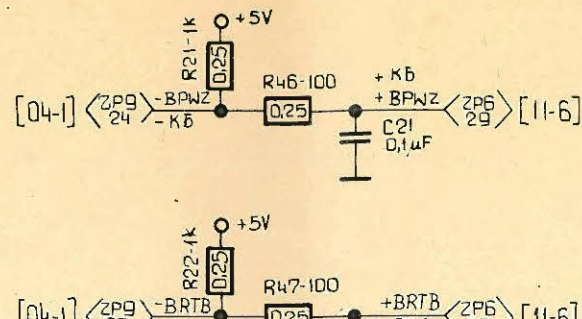 +5V
R21-1k
0,25
R46-100
+ КБ
[04-1] ZP9 24 -BPWZ 0,25 + BPWZ ZP6 29 [11-6]
- КБ
C21
0,1µF
+5V
R22-1k
0,25
R47-100
[04-1] ZP9 -BRTB 0,25 +BRTB ZP6 [11-6]